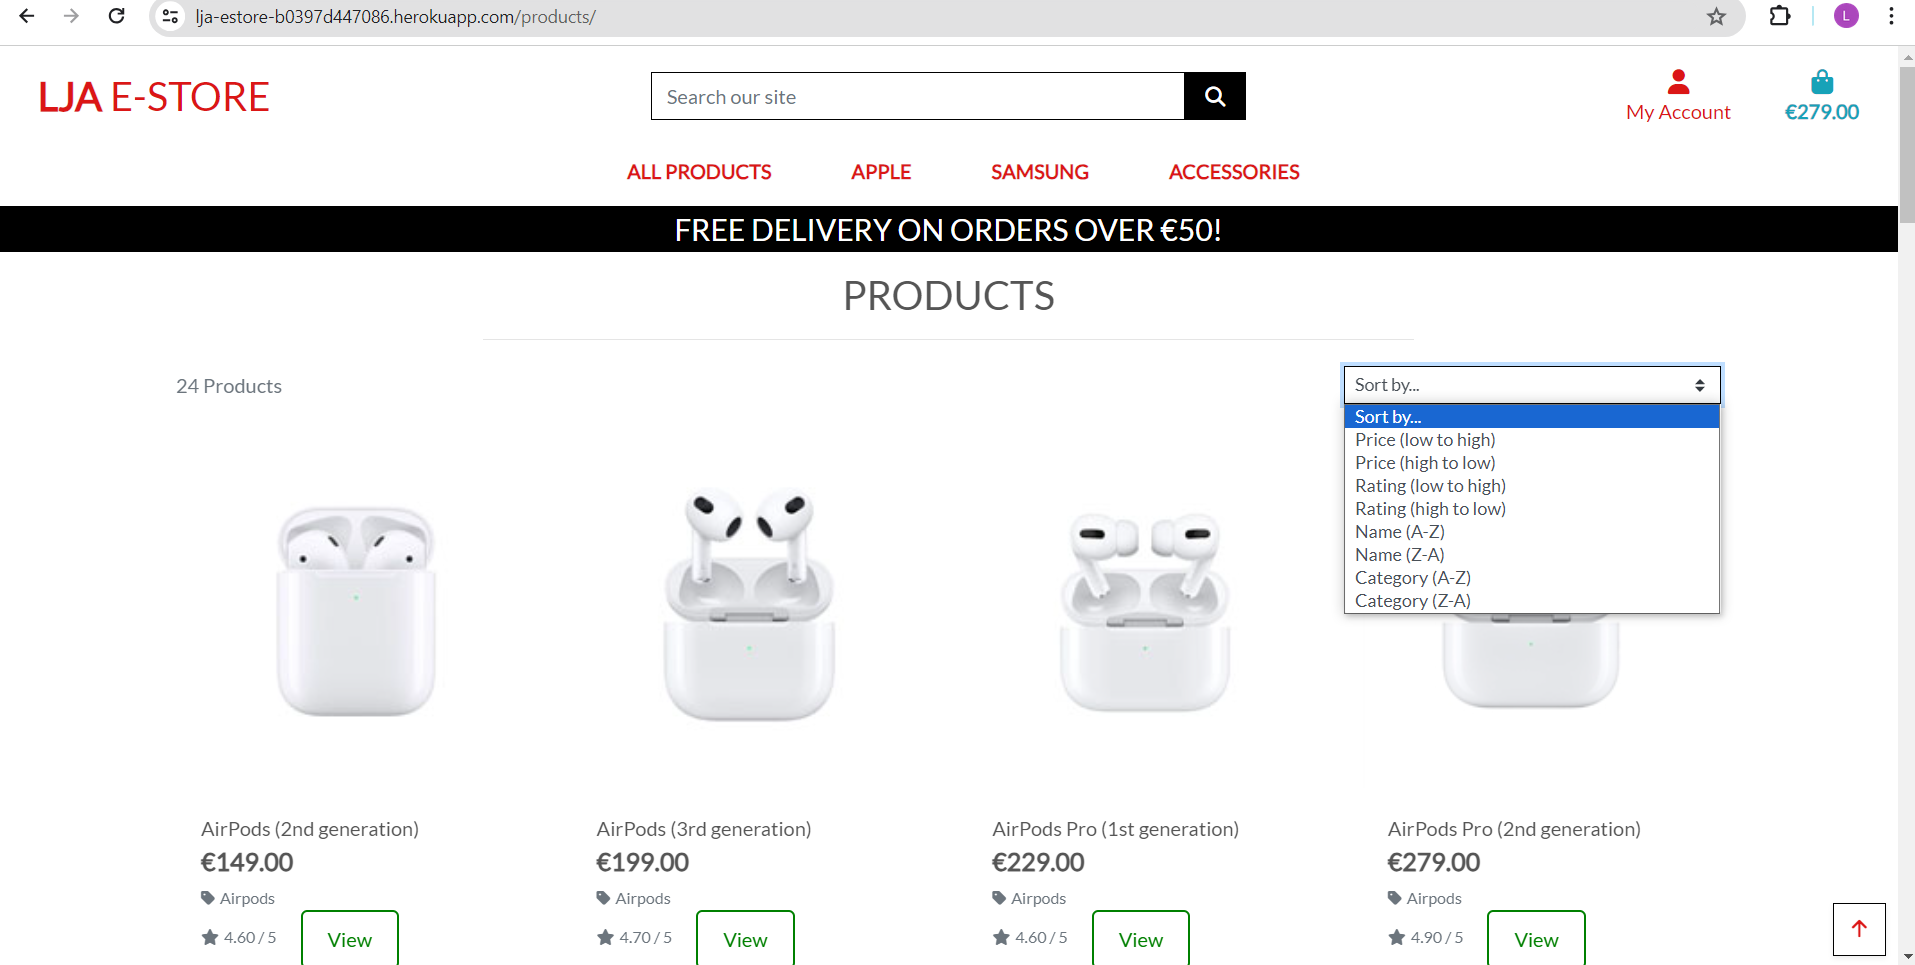 lja-estore-b0397d447086.herokuapp.com/products/
L
LJA E-STORE
Search our site
My Account
€279.00
ALL PRODUCTS APPLE SAMSUNG ACCESSORIES
FREE DELIVERY ON ORDERS OVER €50!
PRODUCTS
24 Products
Sort by...
Sort by...
Price (low to high)
Price (high to low)
Rating (low to high)
Rating (high to low)
Name (A-Z)
Name (Z-A)
Category (A-Z)
Category (Z-A)
AirPods (2nd generation)
€149.00
Airpods
4.60 / 5
View
AirPods (3rd generation)
€199.00
Airpods
4.70 / 5
View
AirPods Pro (1st generation)
€229.00
Airpods
4.60 / 5
View
AirPods Pro (2nd generation)
€279.00
Airpods
4.90 / 5
View